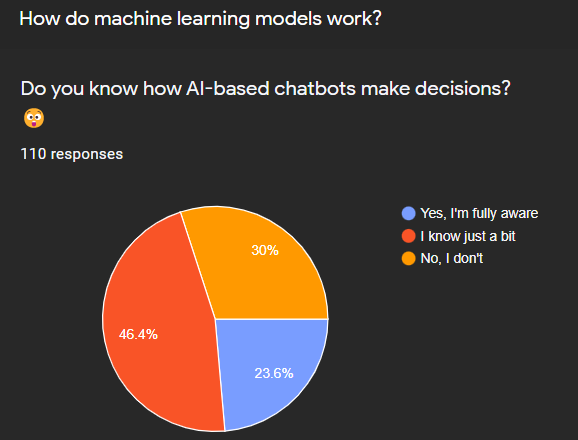 How do machine learning models work?
Do you know how AI-based chatbots make decisions?
😲
110 responses
Yes, I'm fully aware
I know just a bit
No, I don't
30%
46.4%
23.6%